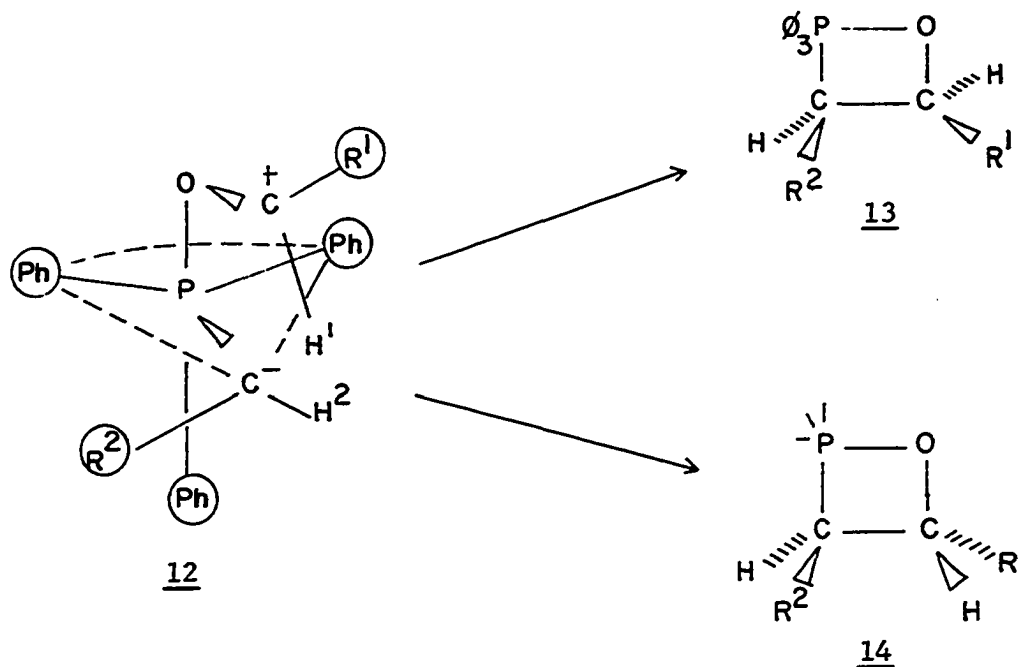 Ø3P O
C C H
H R1
R2
13
O C + R1
Ph Ph
P
H1
C − H2
R2
Ph
12
P O
C C
H R
R2 H
14